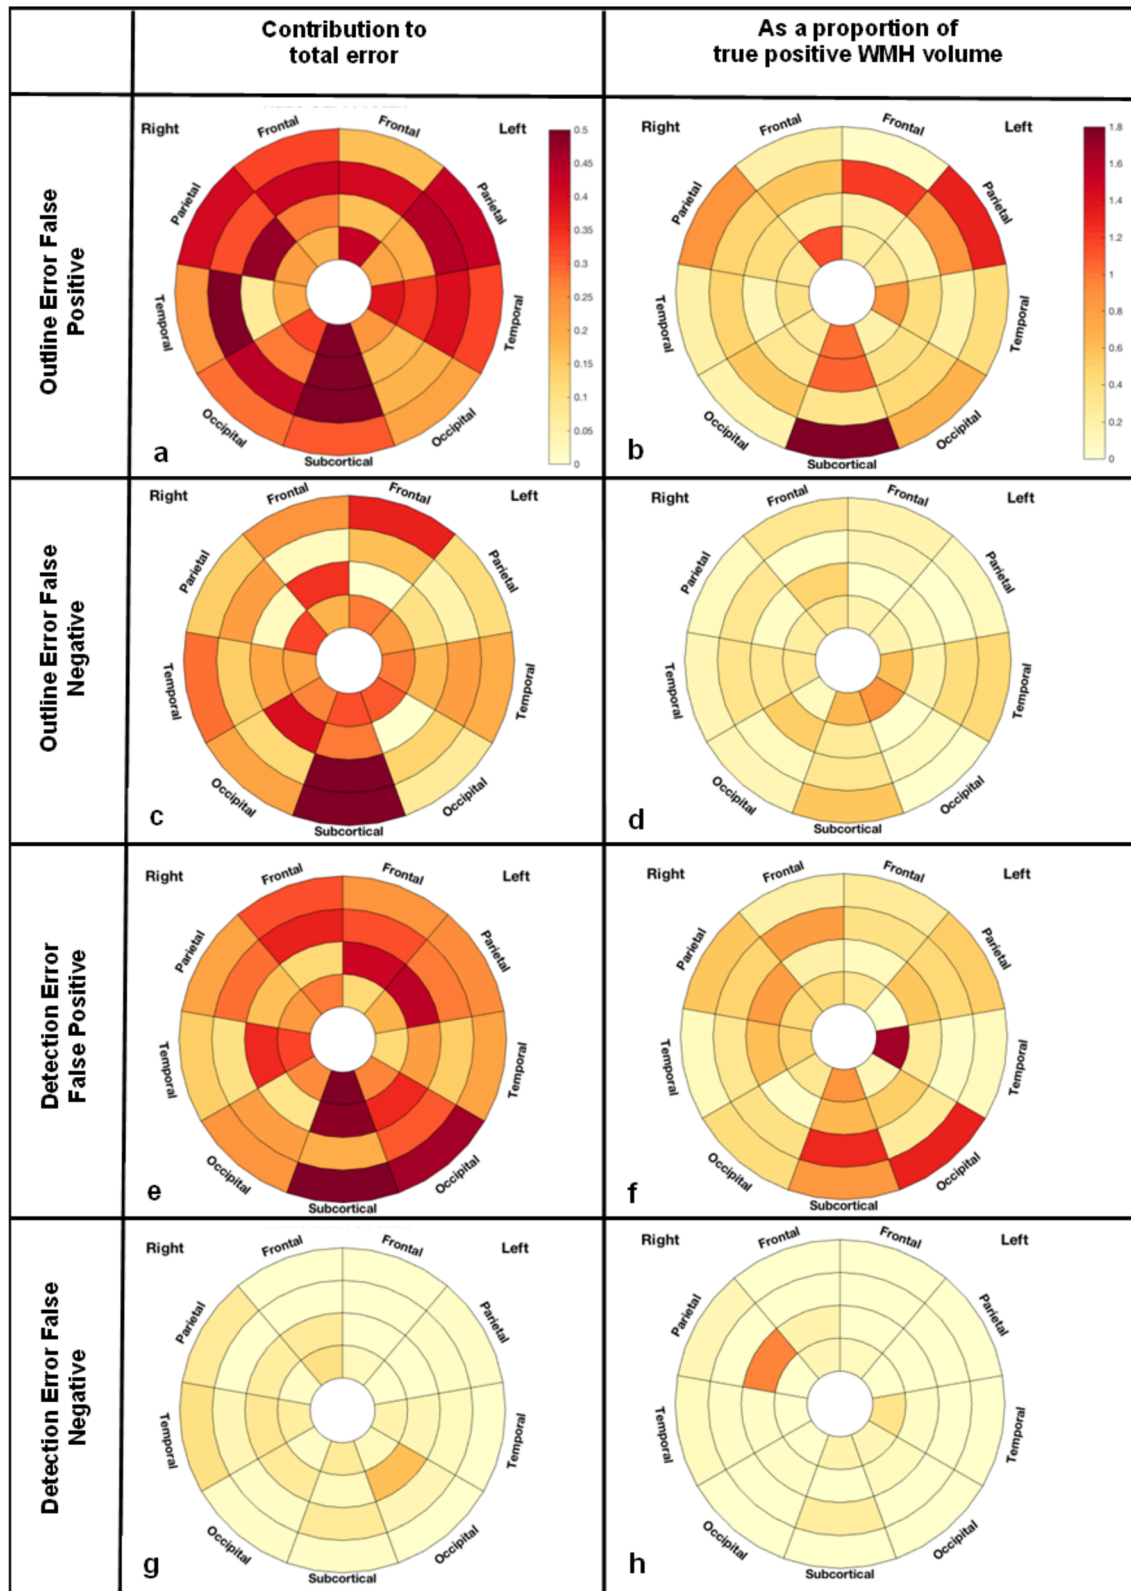 Contribution to
total error
As a proportion of
true positive WMH volume
Outline Error False
Positive
Right
Frontal
Frontal
Left
Parietal
Parietal
Temporal
Temporal
Occipital
Occipital
Subcortical
a
0.5
0.45
0.4
0.35
0.3
0.25
0.2
0.15
0.1
0.05
0
Right
Frontal
Frontal
Left
Parietal
Parietal
Temporal
Temporal
Occipital
Occipital
Subcortical
b
1.8
1.6
1.4
1.2
1
0.8
0.6
0.4
0.2
0
Outline Error False
Negative
Right
Frontal
Frontal
Left
Parietal
Parietal
Temporal
Temporal
Occipital
Occipital
Subcortical
c
Right
Frontal
Frontal
Left
Parietal
Parietal
Temporal
Temporal
Occipital
Occipital
Subcortical
d
Detection Error
False Positive
Right
Frontal
Frontal
Left
Parietal
Parietal
Temporal
Temporal
Occipital
Occipital
Subcortical
e
Right
Frontal
Frontal
Left
Parietal
Parietal
Temporal
Temporal
Occipital
Occipital
Subcortical
f
Detection Error False
Negative
Right
Frontal
Frontal
Left
Parietal
Parietal
Temporal
Temporal
Occipital
Occipital
Subcortical
g
Right
Frontal
Frontal
Left
Parietal
Parietal
Temporal
Temporal
Occipital
Occipital
Subcortical
h